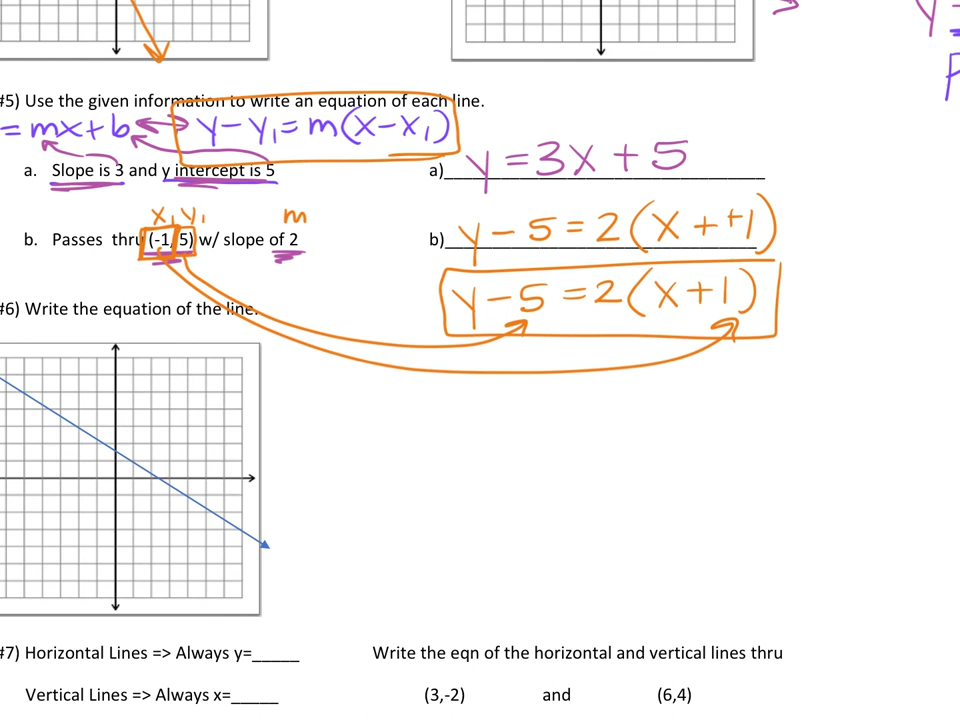 #5) Use the given information to write an equation of each line.
= mx+b y-y₁=m(x-x₁)
a. Slope is 3 and y intercept is 5 a)____ y=3x+5
x₁ y₁ m
b. Passes thru (-1, 5) w/ slope of 2 b)____ y-5=2(x++1)
y-5=2(x+1)
#6) Write the equation of the line.
#7) Horizontal Lines => Always y=_____ Write the eqn of the horizontal and vertical lines thru
Vertical Lines => Always x=_____ (3,-2) and (6,4)